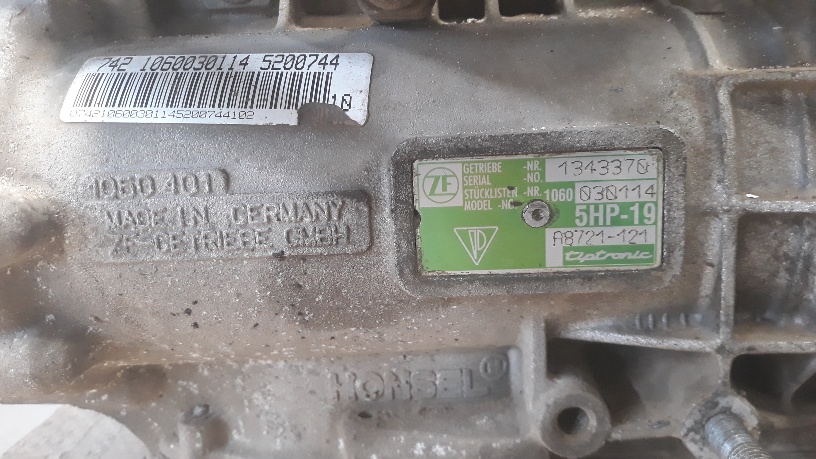 742 1060030114 5200744
10
074210600301145200744102
1060 401
MADE IN GERMANY
ZF GETRIEBE GMBH
ZF
GETRIEBE -NR. 1343370
SERIAL -NO.
STÜCKLISTEN -NR. 1060 030114
MODEL -NO.
5HP-19
A8721-121
tiptronic
HONSEL